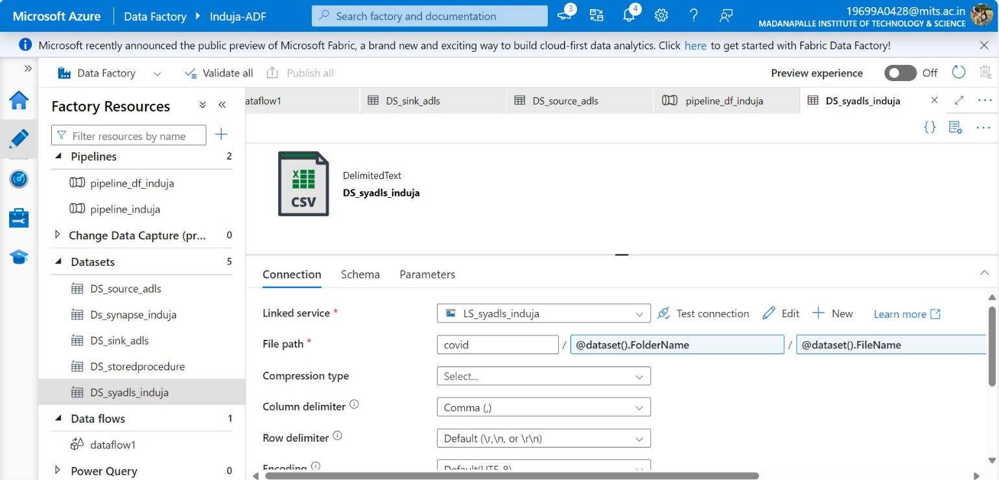 Microsoft Azure
Data Factory
Induja-ADF
Search factory and documentation
3
4
19699A0428@mits.ac.in
MADANAPALLE INSTITUTE OF TECHNOLOGY & SCIENCE
Microsoft recently announced the public preview of Microsoft Fabric, a brand new and exciting way to build cloud-first data analytics. Click here to get started with Fabric Data Factory!
Data Factory
Validate all
Publish all
Preview experience
Off
Factory Resources
Filter resources by name
Pipelines 2
pipeline_df_induja
pipeline_induja
Change Data Capture (pr... 0
Datasets 5
DS_source_adls
Ds_synapse_induja
DS_sink_adls
DS_storedprocedure
DS_syadls_induja
Data flows 1
dataflow1
Power Query 0
ataflow1
DS_sink_adls
DS_source_adls
pipeline_df_induja
DS_syadls_induja
CSV
DelimitedText
DS_syadls_induja
Connection
Schema
Parameters
Linked service *
LS_syadls_induja
Test connection
Edit
New
Learn more
File path *
covid / @dataset().FolderName / @dataset().FileName
Compression type
Select...
Column delimiter
Comma (,)
Row delimiter
Default (\r,\n, or \r\n)
Encoding
Default(UTF-8)